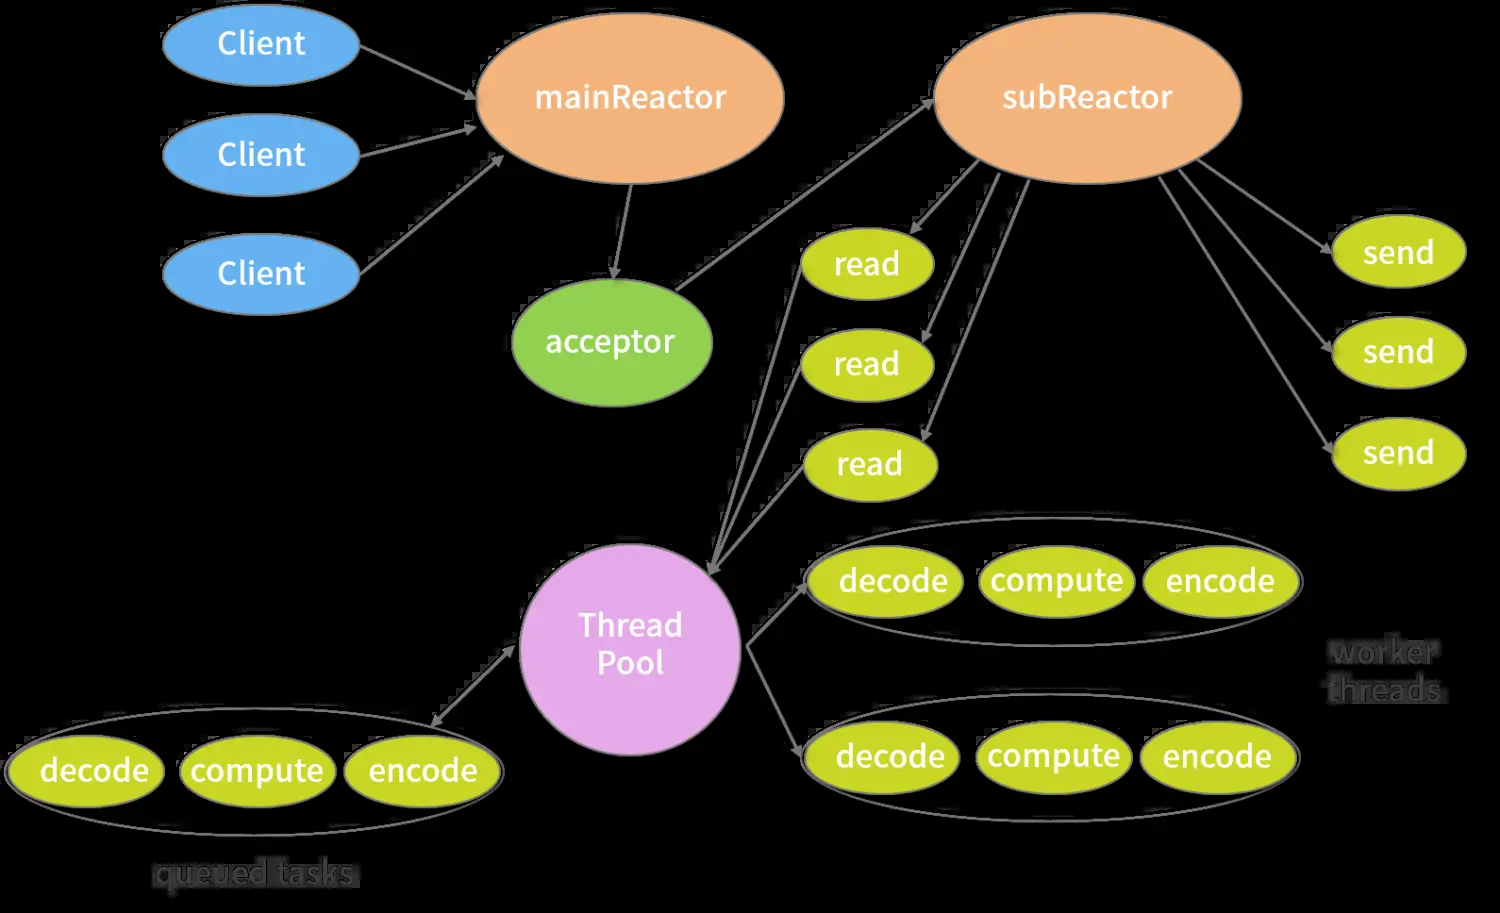 Client
mainReactor
subReactor
Client
Client
acceptor
read
send
read
send
read
send
Thread
Pool
decode compute encode
worker
threads
decode compute encode
decode compute encode
queued tasks